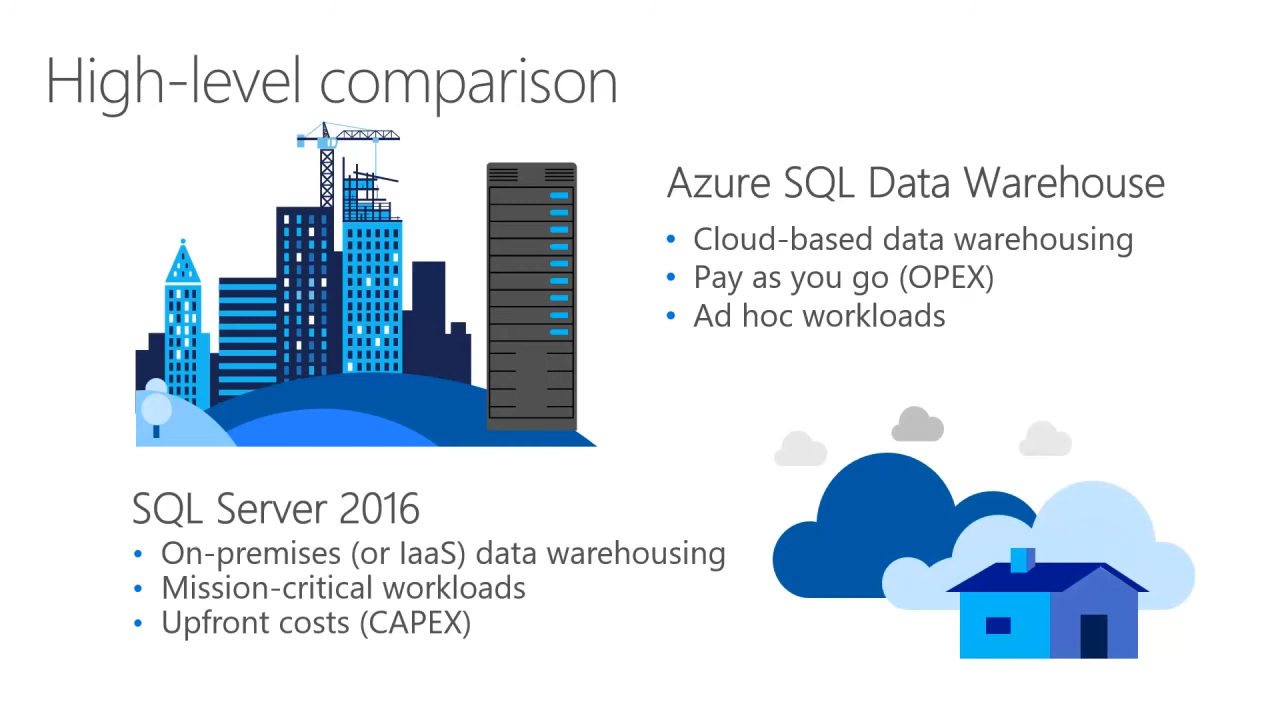 High-level comparison
Azure SQL Data Warehouse
• Cloud-based data warehousing
• Pay as you go (OPEX)
• Ad hoc workloads
SQL Server 2016
• On-premises (or IaaS) data warehousing
• Mission-critical workloads
• Upfront costs (CAPEX)